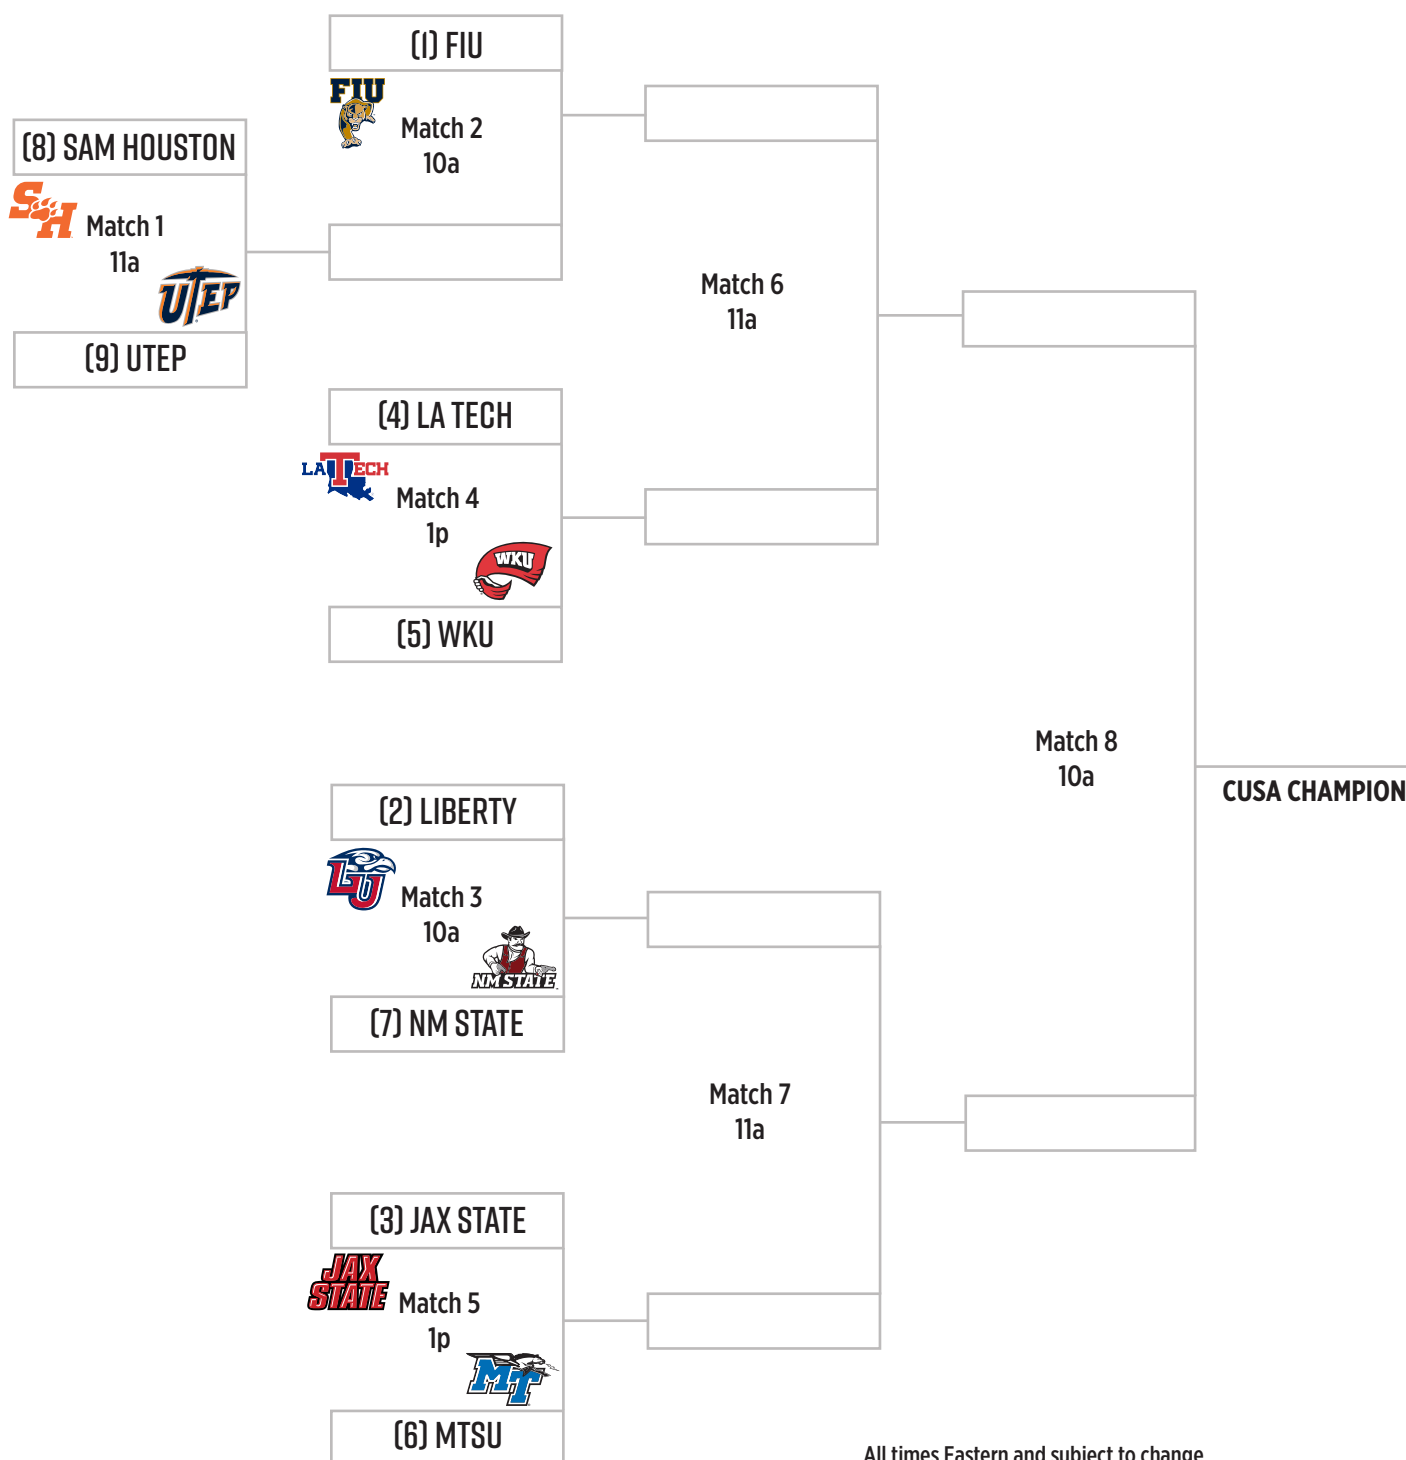 (1) FIU
FIU
Match 2
10a
(8) SAM HOUSTON
SH
Match 1
11a
UTEP
(9) UTEP
Match 6
11a
(4) LA TECH
LA TECH
Match 4
1p
WKU
(5) WKU
Match 8
10a
CUSA CHAMPION
(2) LIBERTY
LU
Match 3
10a
NM STATE
(7) NM STATE
Match 7
11a
(3) JAX STATE
JAX
STATE
Match 5
1p
MT
(6) MTSU
All times Eastern and subject to change